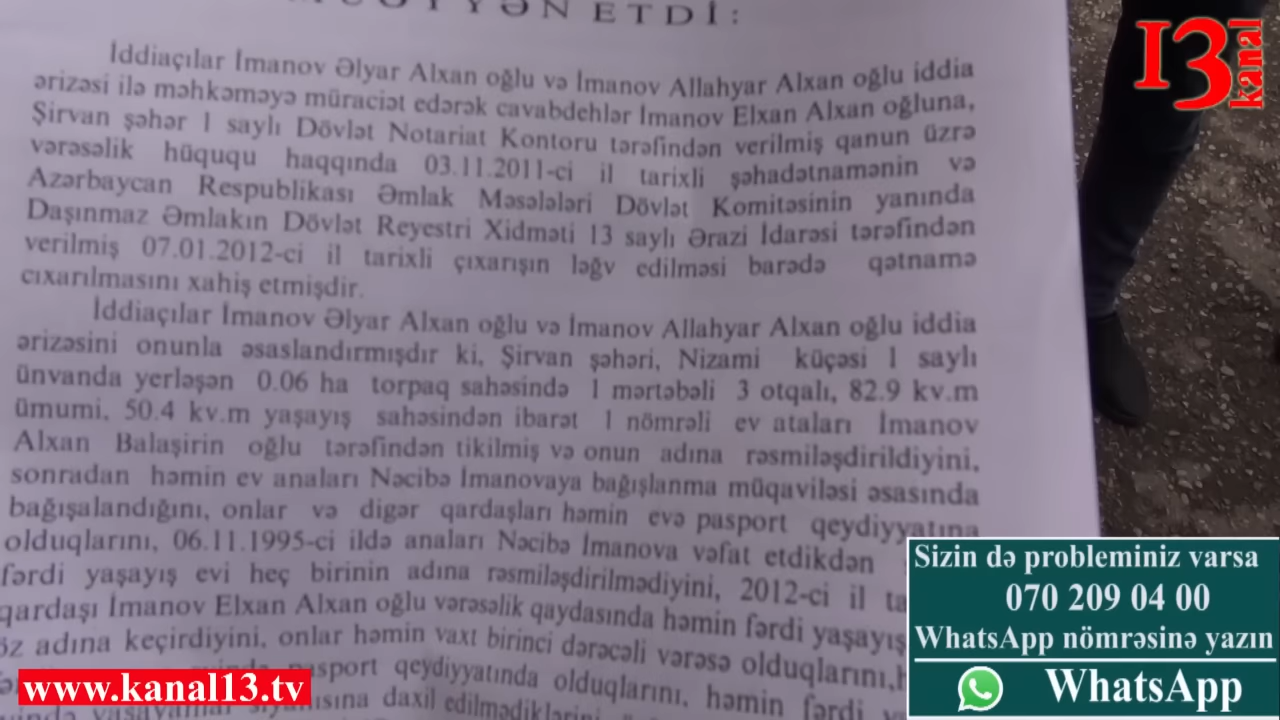 ƏN ETDİ:
İddiaçılar İmanov Əlyar Alxan oğlu və İmanov Allahyar Alxan oğlu iddia
ərizəsi ilə məhkəməyə müraciət edərək cavabdehlər İmanov Elxan Alxan oğluna,
Şirvan şəhər 1 saylı Dövlət Notariat Kontoru tərəfindən verilmiş qanun üzrə
vərəsəlik hüququ haqqında 03.11.2011-ci il tarixli şəhadətnamənin və
Azərbaycan Respublikası Əmlak Məsələləri Dövlət Komitəsinin yanında
Daşınmaz Əmlakın Dövlət Reyestri Xidməti 13 saylı Ərazi İdarəsi tərəfindən
verilmiş 07.01.2012-ci il tarixli çıxarışın ləğv edilməsi barədə qətnamə
cıxarılmasını xahiş etmişdir.
İddiaçılar İmanov Əlyar Alxan oğlu və İmanov Allahyar Alxan oğlu iddia
ərizəsini onunla əsaslandırmışdır ki, Şirvan şəhəri, Nizami küçəsi 1 saylı
ünvanda yerləşən 0.06 ha torpaq sahəsində 1 mərtəbəli 3 otqalı, 82.9 kv.m
ümumi, 50.4 kv.m yaşayış sahəsindən ibarət 1 nömrəli ev ataları İmanov
Alxan Balaşirin oğlu tərəfindən tikilmiş və onun adına rəsmiləşdirildiyini,
sonradan həmin ev anaları Nəcibə İmanovaya bağışlanma müqaviləsi əsasında
bağışalandığını, onlar və digər qardaşları həmin evə pasport qeydiyyatına
olduqlarını, 06.11.1995-ci ildə anaları Nəcibə İmanova vəfat etdikdən
fərdi yaşayış evi heç birinin adına rəsmiləşdirilmədiyini, 2012-ci il ta
qardaşı İmanov Elxan Alxan oğlu vərəsəlik qaydasında həmin fərdi yaşayış
öz adına keçirdiyini, onlar həmin vaxt birinci dərəcəli vərəsə olduqlarını,
pasport qeydiyyatında olduqlarını, həmin fərdi
daxil edilmədiklərini
13
kanal
www.kanal13.tv
Sizin də probleminiz varsa
070 209 04 00
WhatsApp nömrəsinə yazın
WhatsApp